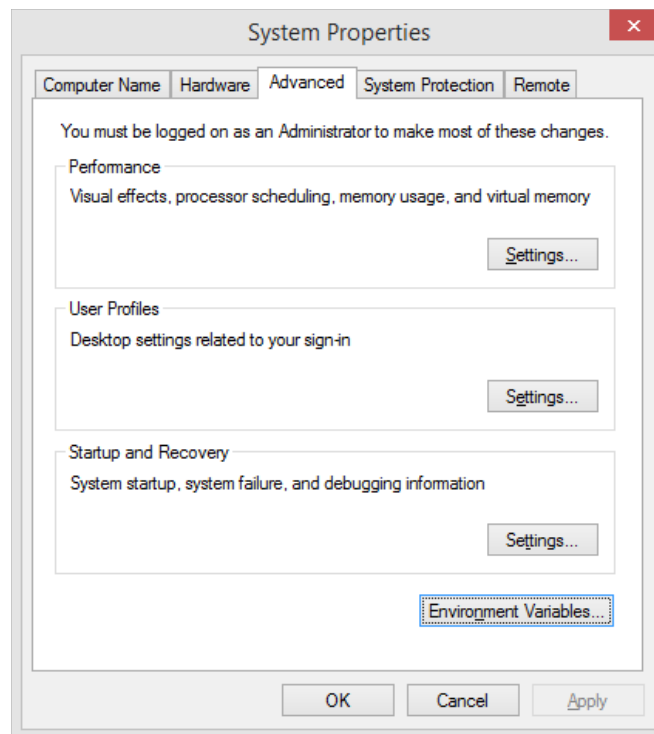 System Properties
Computer Name Hardware Advanced System Protection Remote
You must be logged on as an Administrator to make most of these changes.
Performance
Visual effects, processor scheduling, memory usage, and virtual memory
Settings...
User Profiles
Desktop settings related to your sign-in
Settings...
Startup and Recovery
System startup, system failure, and debugging information
Settings...
Environment Variables...
OK Cancel Apply